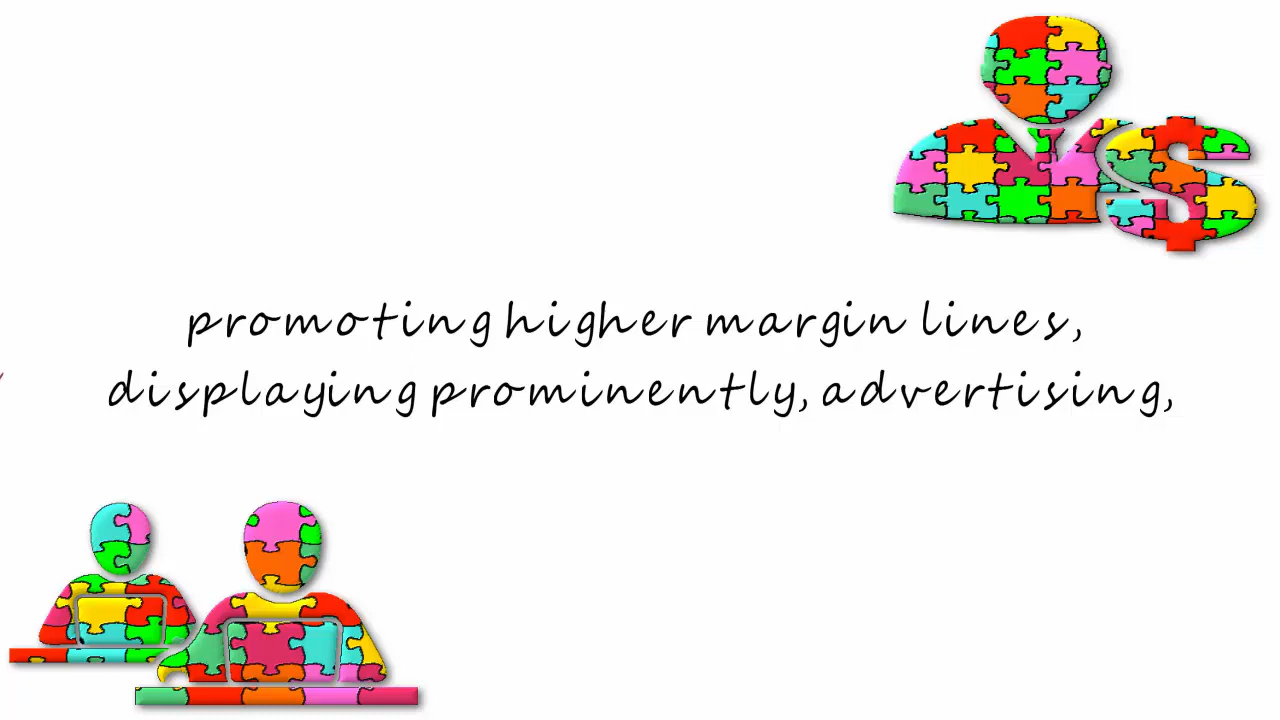 promoting higher margin lines,
displaying prominently, advertising,